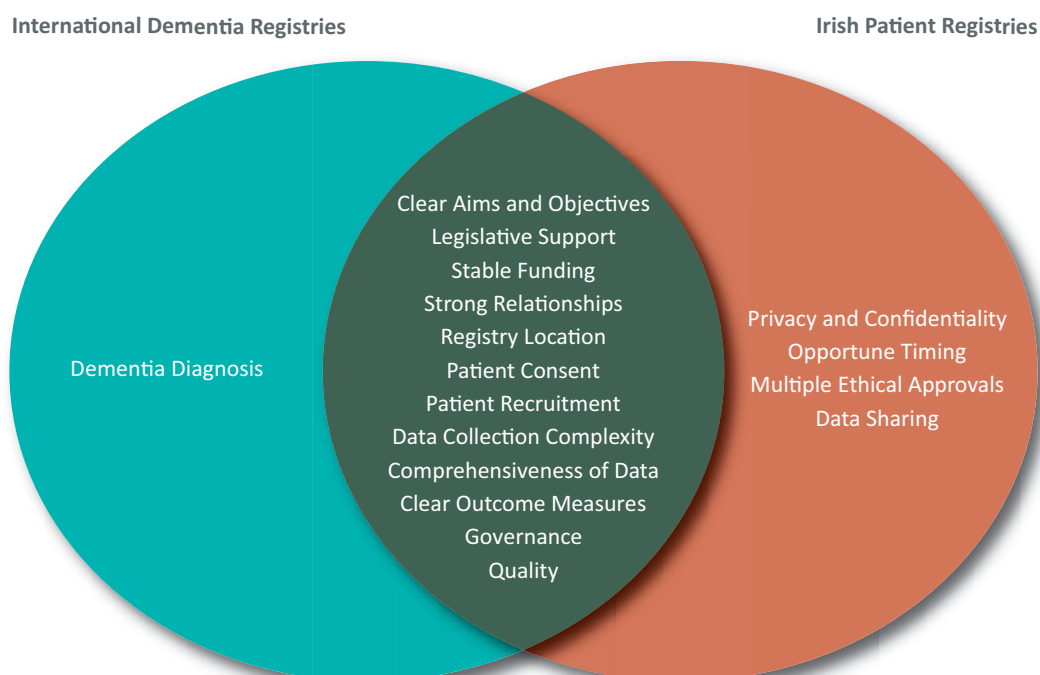 International Dementia Registries
Irish Patient Registries
Dementia Diagnosis
Clear Aims and Objectives
Legislative Support
Stable Funding
Strong Relationships
Registry Location
Patient Consent
Patient Recruitment
Data Collection Complexity
Comprehensiveness of Data
Clear Outcome Measures
Governance
Quality
Privacy and Confidentiality
Opportune Timing
Multiple Ethical Approvals
Data Sharing